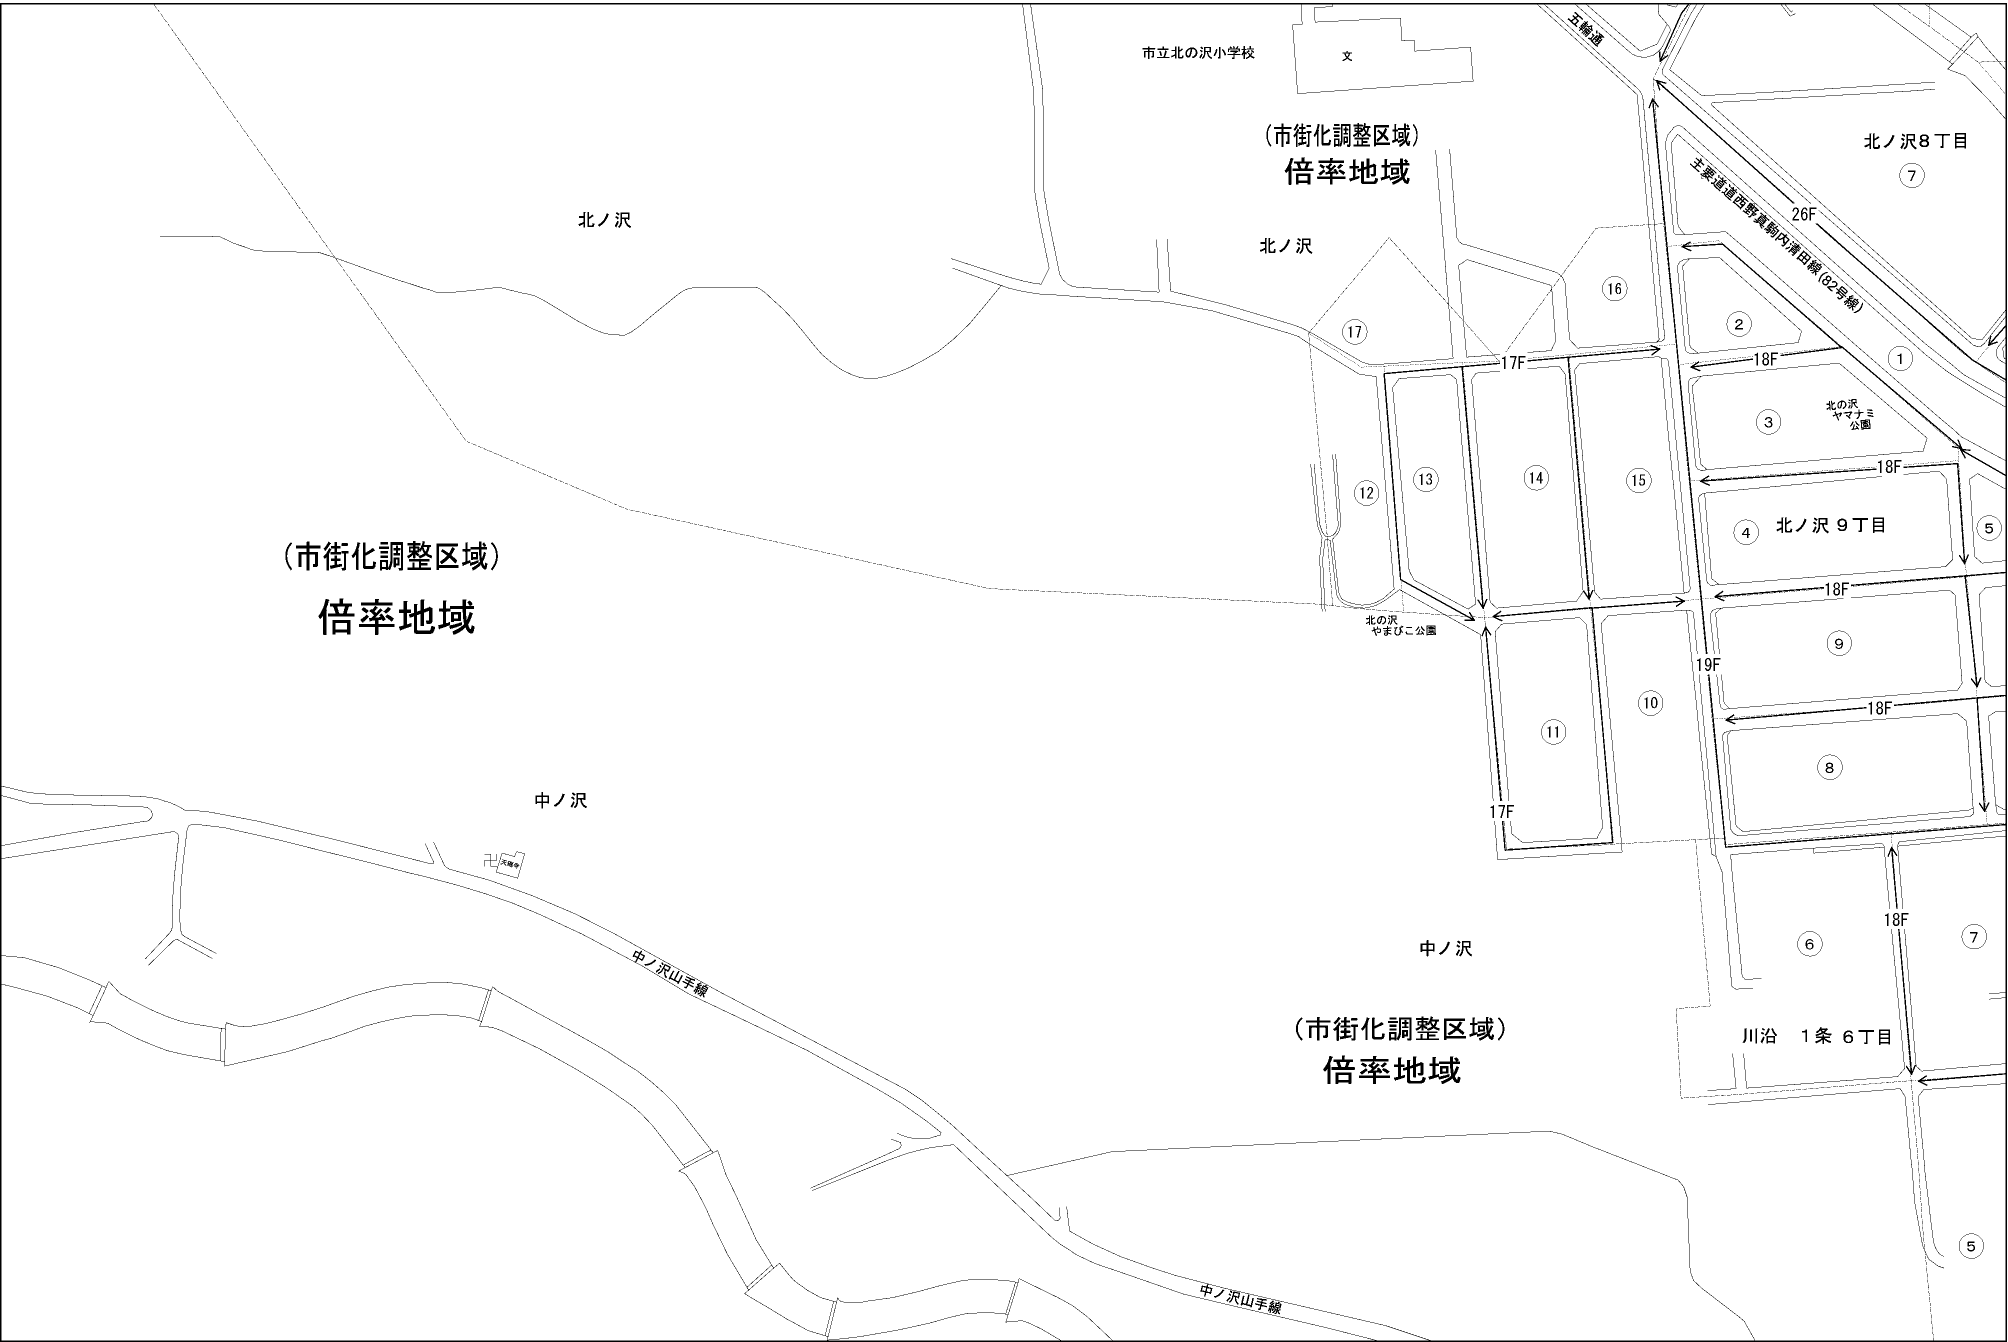 五輪通
市立北の沢小学校
文
(市街化調整区域)
倍率地域
北ノ沢8丁目
7
主要道道西野真駒内清田線(82号線)
26F
北ノ沢
北ノ沢
16
17
2
1
17F
18F
3
北の沢
ヤマナミ
公園
18F
12
13
14
15
4
北ノ沢 9丁目
5
(市街化調整区域)
倍率地域
18F
北の沢
やまびこ公園
9
19F
10
11
18F
8
17F
中ノ沢
卍
18F
6
7
中ノ沢
中ノ沢山手線
(市街化調整区域)
倍率地域
川沿 1条 6丁目
5
中ノ沢山手線